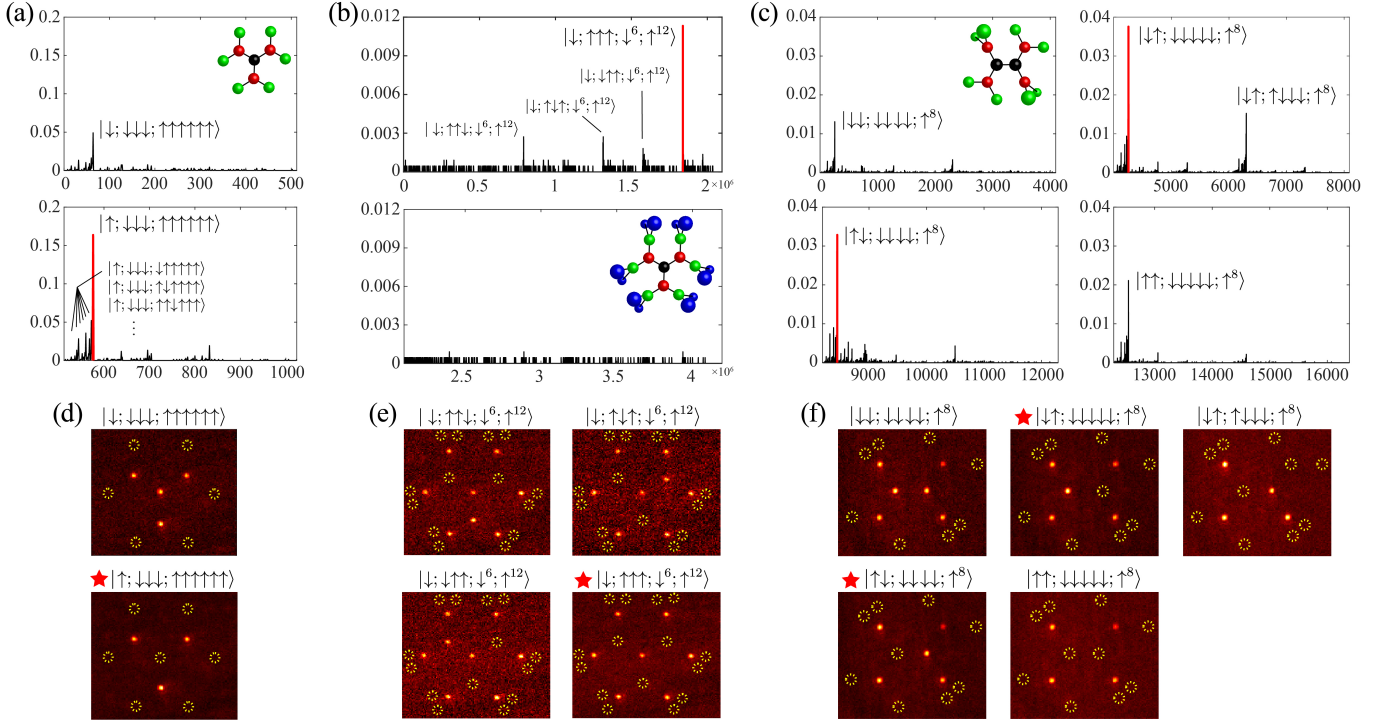 (a)
0.2
0.15
0.1
0.05
0
|↓; ↓↓↓; ↑↑↑↑↑↑⟩
0 100 200 300 400 500
0.2
0.15
0.1
0.05
0
|↑; ↓↓↓; ↑↑↑↑↑↑⟩
|↑; ↓↓↓; ↓↑↑↑↑↑⟩
|↑; ↓↓↓; ↑↓↑↑↑↑⟩
|↑; ↓↓↓; ↑↑↓↑↑↑⟩
⋮
600 700 800 900 1000
(b)
0.012
0.009
0.006
0.003
0
|↓; ↑↑↑; ↓⁶; ↑¹²⟩
|↓; ↓↑↑; ↓⁶; ↑¹²⟩
|↓; ↑↓↑; ↓⁶; ↑¹²⟩
|↓; ↑↑↓; ↓⁶; ↑¹²⟩
0 0.5 1 1.5 2 ×10⁶
0.012
0.009
0.006
0.003
0
2.5 3 3.5 4 ×10⁶
(c)
0.04
0.03
0.02
0.01
0
|↓↓; ↓↓↓↓; ↑⁸⟩
0 1000 2000 3000 4000
0.04
0.03
0.02
0.01
0
|↓↑; ↓↓↓↓↓; ↑⁸⟩
|↓↑; ↑↓↓↓; ↑⁸⟩
5000 6000 7000 8000
0.04
0.03
0.02
0.01
0
|↑↓; ↓↓↓↓; ↑⁸⟩
9000 10000 11000 12000
0.04
0.03
0.02
0.01
0
|↑↑; ↓↓↓↓↓; ↑⁸⟩
13000 14000 15000 16000
(d)
|↓; ↓↓↓; ↑↑↑↑↑↑⟩
|↑; ↓↓↓; ↑↑↑↑↑↑⟩
(e)
|↓; ↑↑↓; ↓⁶; ↑¹²⟩
|↓; ↑↓↑; ↓⁶; ↑¹²⟩
|↓; ↓↑↑; ↓⁶; ↑¹²⟩
|↓; ↑↑↑; ↓⁶; ↑¹²⟩
(f)
|↓↓; ↓↓↓↓; ↑⁸⟩
|↓↑; ↓↓↓↓↓; ↑⁸⟩
|↓↑; ↑↓↓↓; ↑⁸⟩
|↑↓; ↓↓↓↓; ↑⁸⟩
|↑↑; ↓↓↓↓↓; ↑⁸⟩